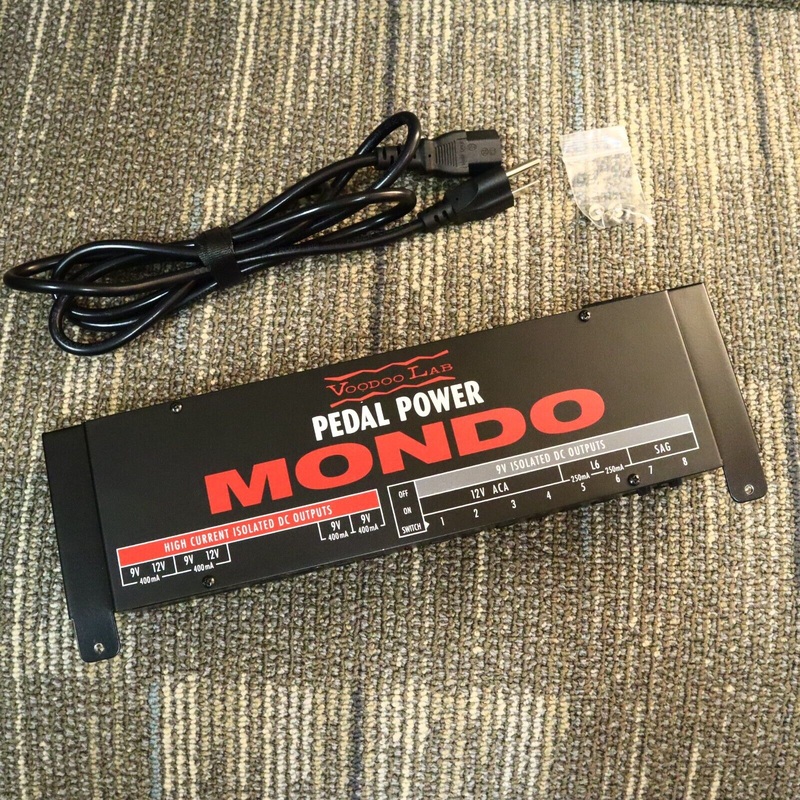 VOODOO LAB
PEDAL POWER
MONDO
HIGH CURRENT ISOLATED DC OUTPUTS
9V 12V 9V 12V 9V 9V
400mA 400mA 400mA 400mA
OFF
ON
SWITCH
9V ISOLATED DC OUTPUTS
12V ACA L6 SAG
250mA 250mA
1 2 3 4 5 6 7 8